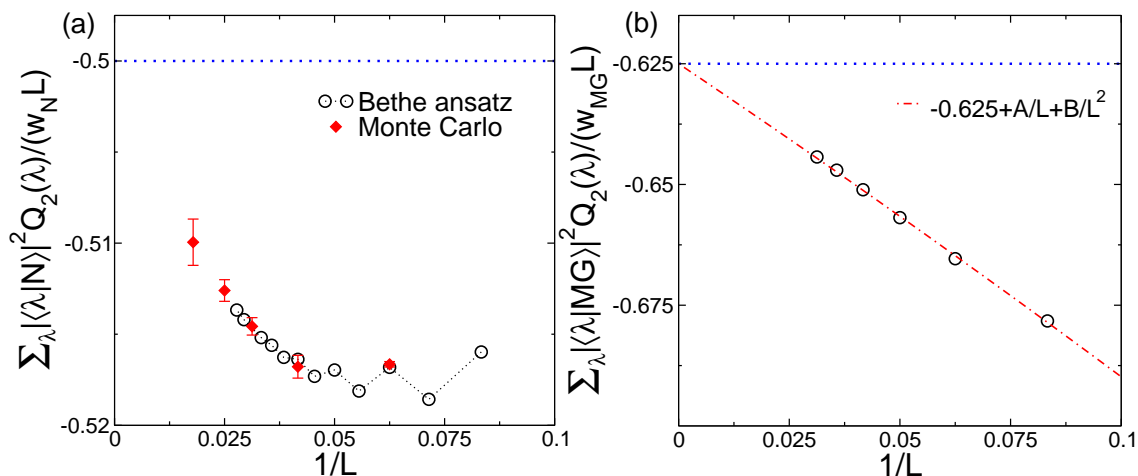 (a)
Σλ|⟨λ|N⟩|²Q₂(λ)/(w_N L)
-0.5
-0.51
-0.52
Bethe ansatz
Monte Carlo
0 0.025 0.05 0.075 0.1
1/L
(b)
Σλ|⟨λ|MG⟩|²Q₂(λ)/(w_MG L)
-0.625
-0.65
-0.675
-0.625+A/L+B/L²
0 0.025 0.05 0.075 0.1
1/L